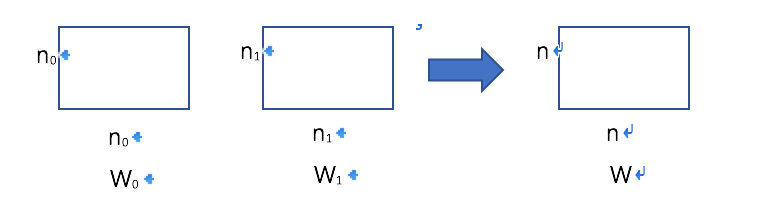 n₀ n₁ , n
n₀ n₁ n
W₀ W₁ W